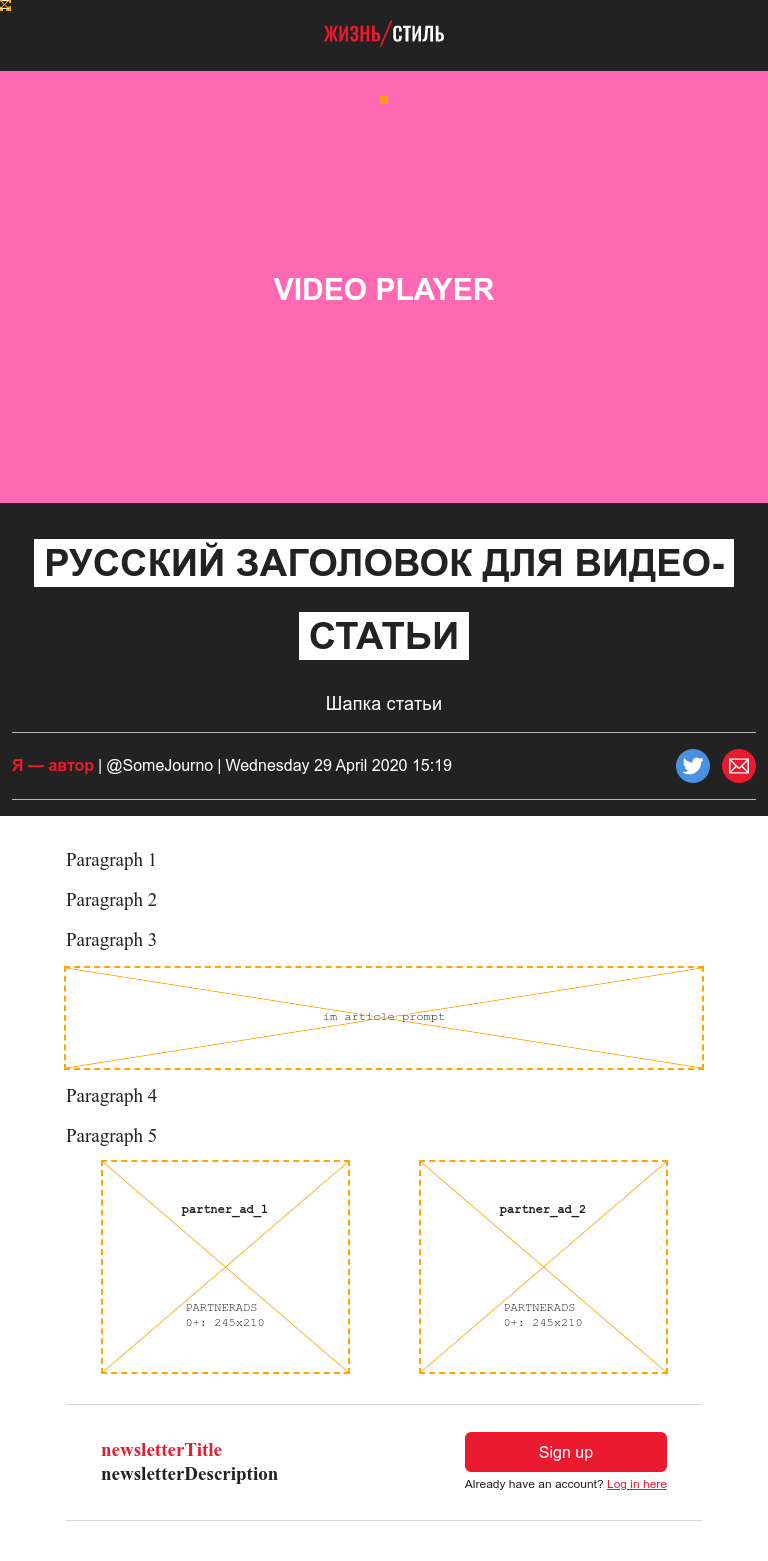 ЖИЗНЬ/СТИЛЬ
VIDEO PLAYER
РУССКИЙ ЗАГОЛОВОК ДЛЯ ВИДЕО-
СТАТЬИ
Шапка статьи
Я — автор | @SomeJourno | Wednesday 29 April 2020 15:19
Paragraph 1
Paragraph 2
Paragraph 3
im article prompt
Paragraph 4
Paragraph 5
partner_ad_1
PARTNERADS
0+: 245x210
partner_ad_2
PARTNERADS
0+: 245x210
newsletterTitle
newsletterDescription
Sign up
Already have an account? Log in here